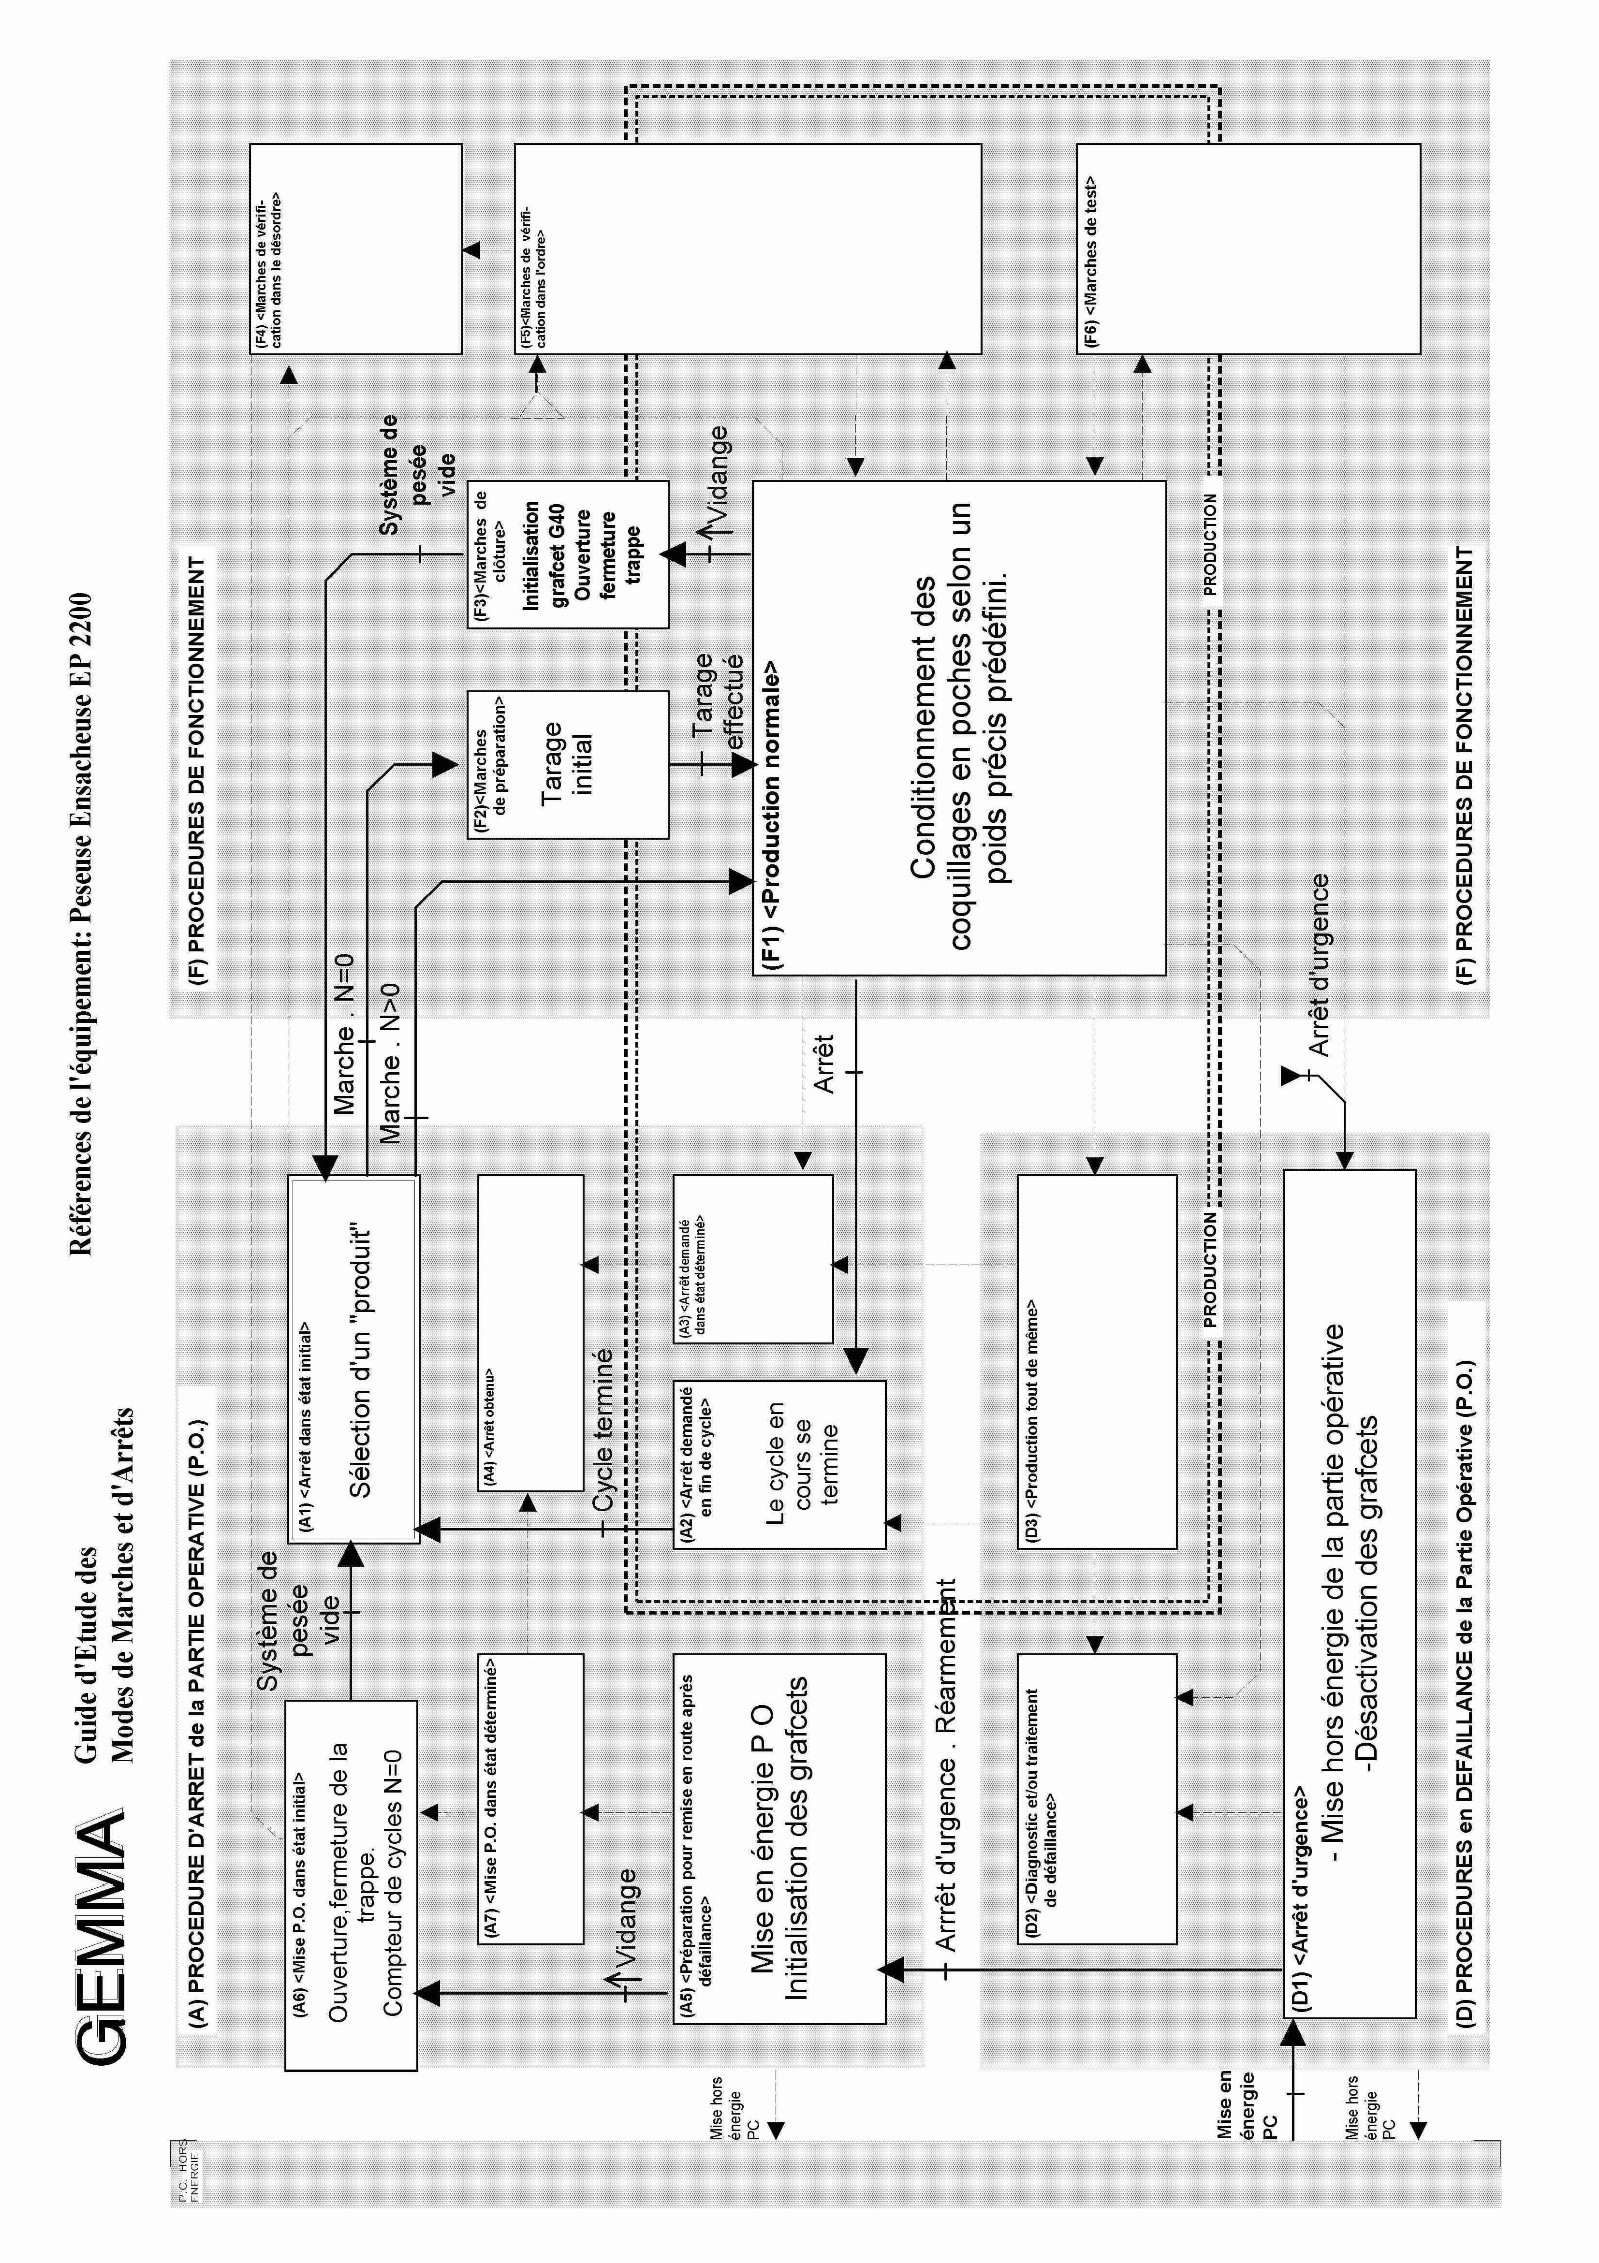 GEMMA
Guide d'Etude des
Modes de Marches et d'Arrêts
Références de l'équipement: Peseuse Ensacheuse EP 2200
P.C. HORS
ENERGIE
(A) PROCEDURE D'ARRET de la PARTIE OPERATIVE (P.O.)
(F) PROCEDURES DE FONCTIONNEMENT
(A6) <Mise P.O. dans état initial>
Ouverture,fermeture de la
trappe.
Compteur de cycles N=0
Système de
pesée
vide
(A1) <Arrêt dans état initial>
Sélection d'un "produit"
Marche . N=0
Marche . N>0
Système de
pesée
vide
(F4) <Marches de vérifi-
cation dans le désordre>
(A7) <Mise P.O. dans état déterminé>
(A4) <Arrêt obtenu>
(F2)<Marches
de préparation>
Tarage
initial
(F3)<Marches de
clôture>
Initialisation
grafcet G40
Ouverture
fermeture
trappe
(F5)<Marches de vérifi-
cation dans l'ordre>
Vidange
Cycle terminé
Tarage
effectué
Vidange
(A5) <Préparation pour remise en route après
défaillance>
Mise en énergie P O
Initialisation des grafcets
(A2) <Arrêt demandé
en fin de cycle>
Le cycle en
cours se
termine
(A3) <Arrêt demandé
dans état déterminé>
Arrêt
(F1) <Production normale>
Conditionnement des
coquillages en poches selon un
poids précis prédéfini.
Mise hors
énergie
PC
Arrêt d'urgence . Réarmement
(D2) <Diagnostic et/ou traitement
de défaillance>
(D3) <Production tout de même>
(F6) <Marches de test>
PRODUCTION
PRODUCTION
Mise en
énergie
PC
(D1) <Arrêt d'urgence>
- Mise hors énergie de la partie opérative
-Désactivation des grafcets
Arrêt d'urgence
Mise hors
énergie
PC
(D) PROCEDURES en DEFAILLANCE de la Partie Opérative (P.O.)
(F) PROCEDURES DE FONCTIONNEMENT